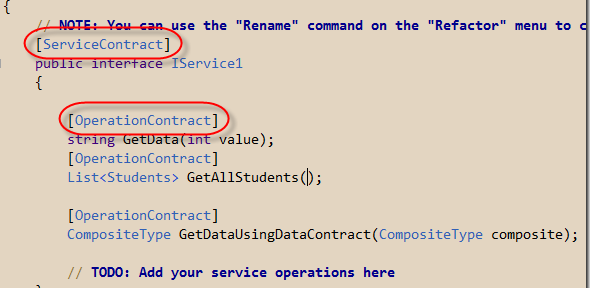 {
// NOTE: You can use the "Rename" command on the "Refactor" menu to c
[ServiceContract]
public interface IService1
{
[OperationContract]
string GetData(int value);
[OperationContract]
List<Students> GetAllStudents();
[OperationContract]
CompositeType GetDataUsingDataContract(CompositeType composite);
// TODO: Add your service operations here
}